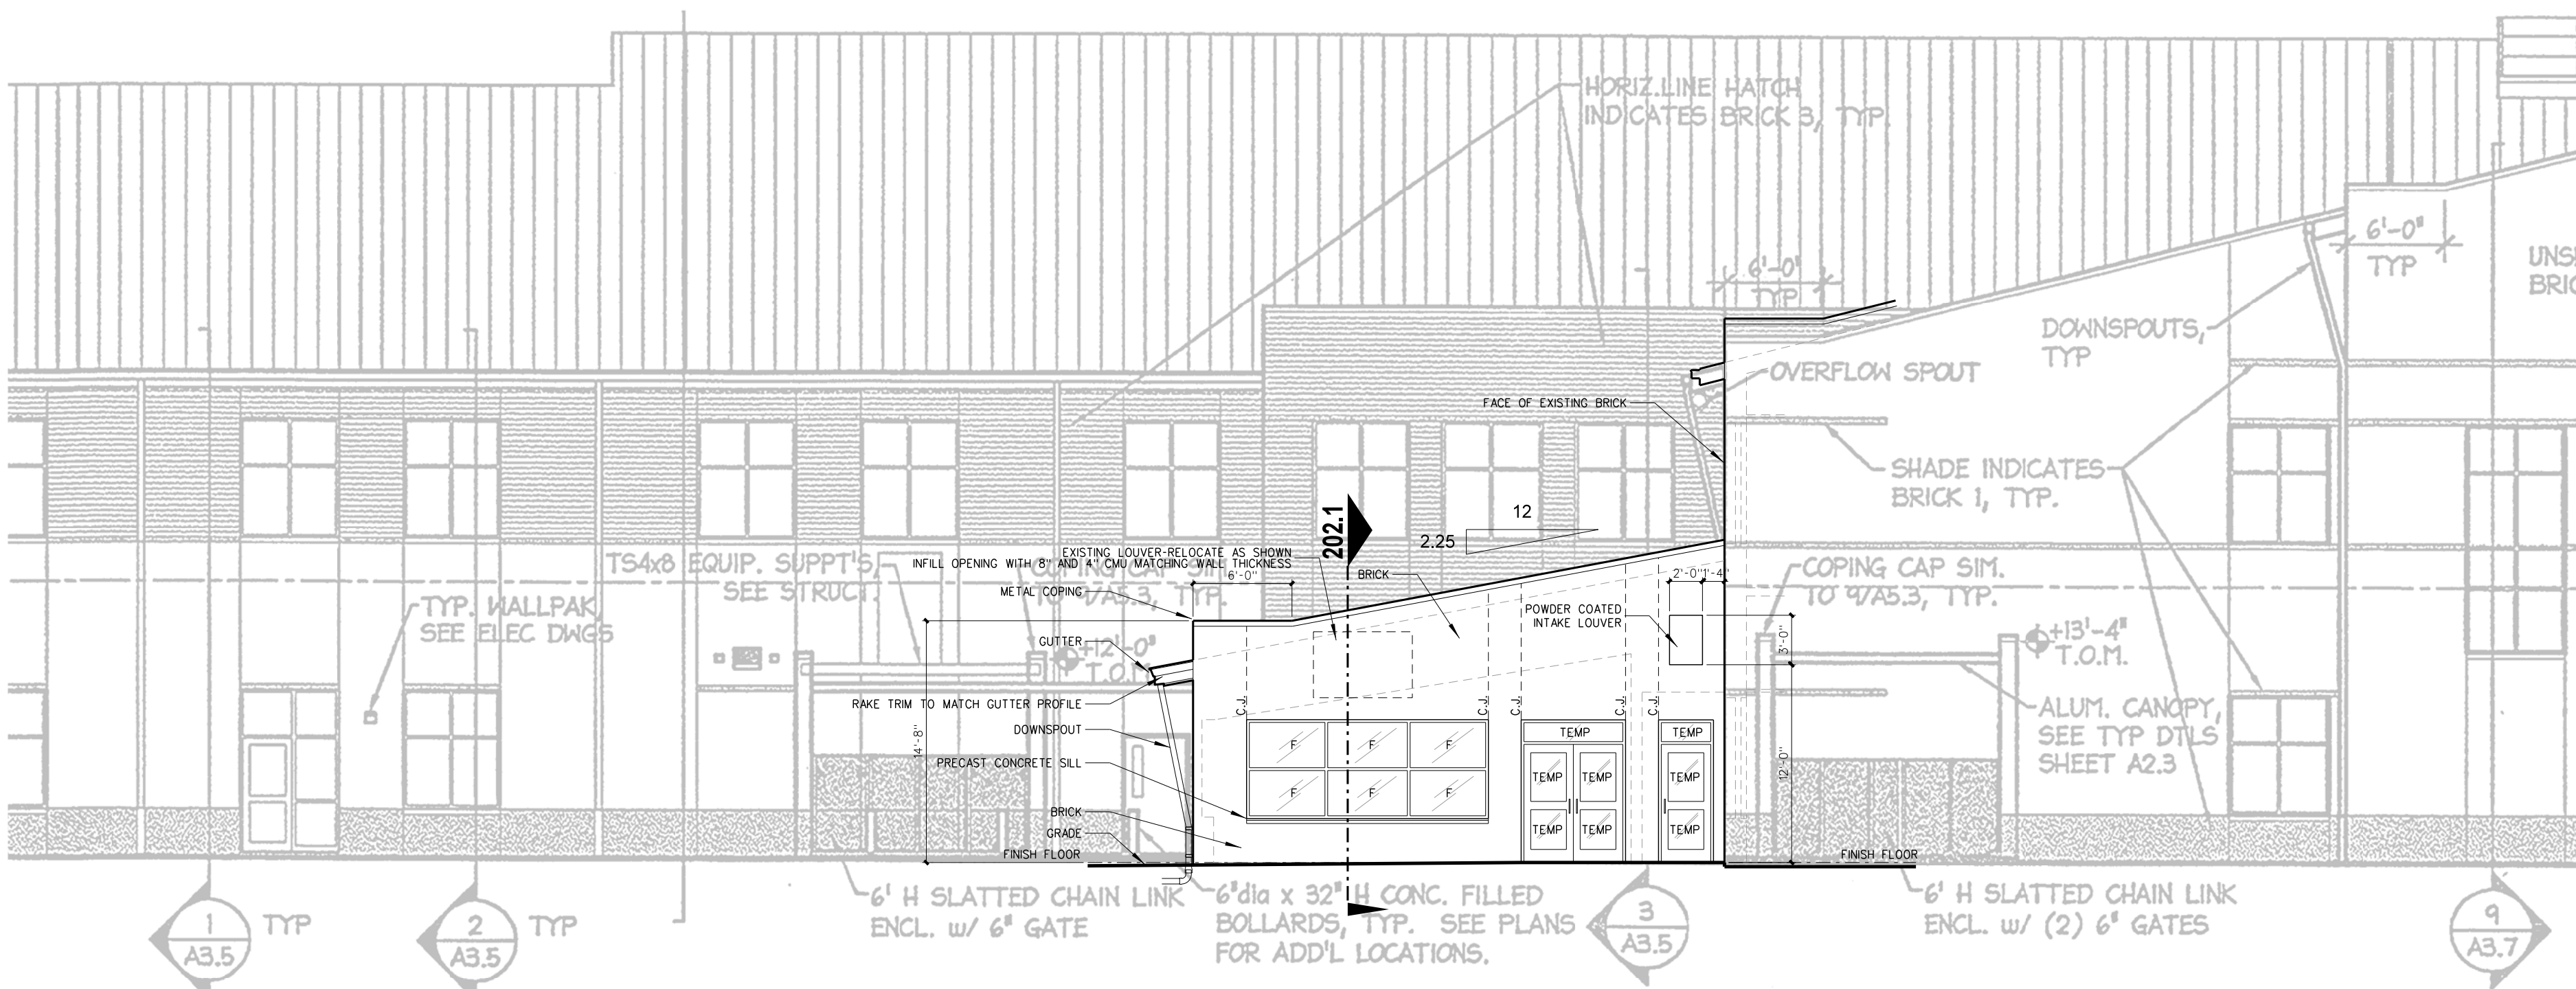 HORIZ.LINE HATCH
INDICATES BRICK 3, TYP.
6'-0"
TYP
6'-0"
TYP
DOWNSPOUTS,
TYP
OVERFLOW SPOUT
FACE OF EXISTING BRICK
SHADE INDICATES
BRICK 1, TYP.
202.1
12
2.25
EXISTING LOUVER-RELOCATE AS SHOWN
INFILL OPENING WITH 8" AND 4" CMU MATCHING WALL THICKNESS
6'-0"
BRICK
METAL COPING
2'-0"
1'-4"
POWDER COATED
INTAKE LOUVER
3'-0"
TS4x8 EQUIP. SUPPT'S,
SEE STRUCT.
COPING CAP SIM.
TO 9/A5.3, TYP.
COPING CAP SIM.
TO 9/A5.3, TYP.
TYP. WALLPAK,
SEE ELEC DWGS
GUTTER
+12'-0"
T.O.M.
+13'-4"
T.O.M.
RAKE TRIM TO MATCH GUTTER PROFILE
C.J.
C.J.
C.J.
C.J.
C.J.
ALUM. CANOPY,
SEE TYP DTLS
SHEET A2.3
14'-8"
12'-0"
DOWNSPOUT
PRECAST CONCRETE SILL
F
F
F
F
F
F
TEMP
TEMP
TEMP
TEMP
TEMP
TEMP
TEMP
TEMP
BRICK
GRADE
FINISH FLOOR
FINISH FLOOR
6' H SLATTED CHAIN LINK
ENCL. w/ 6" GATE
6"dia x 32" H CONC. FILLED
BOLLARDS, TYP. SEE PLANS
FOR ADD'L LOCATIONS.
6' H SLATTED CHAIN LINK
ENCL. w/ (2) 6" GATES
1
A3.5
TYP
2
A3.5
TYP
3
A3.5
9
A3.7